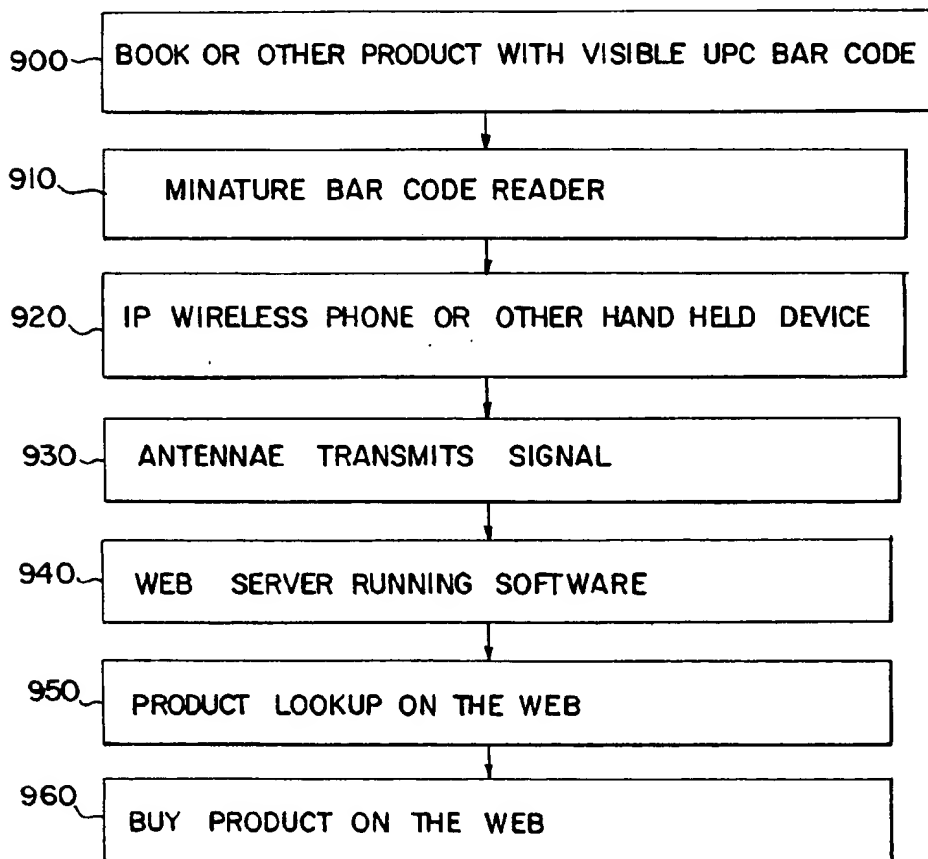 900 BOOK OR OTHER PRODUCT WITH VISIBLE UPC BAR CODE
910 MINATURE BAR CODE READER
920 IP WIRELESS PHONE OR OTHER HAND HELD DEVICE
930 ANTENNAE TRANSMITS SIGNAL
940 WEB SERVER RUNNING SOFTWARE
950 PRODUCT LOOKUP ON THE WEB
960 BUY PRODUCT ON THE WEB